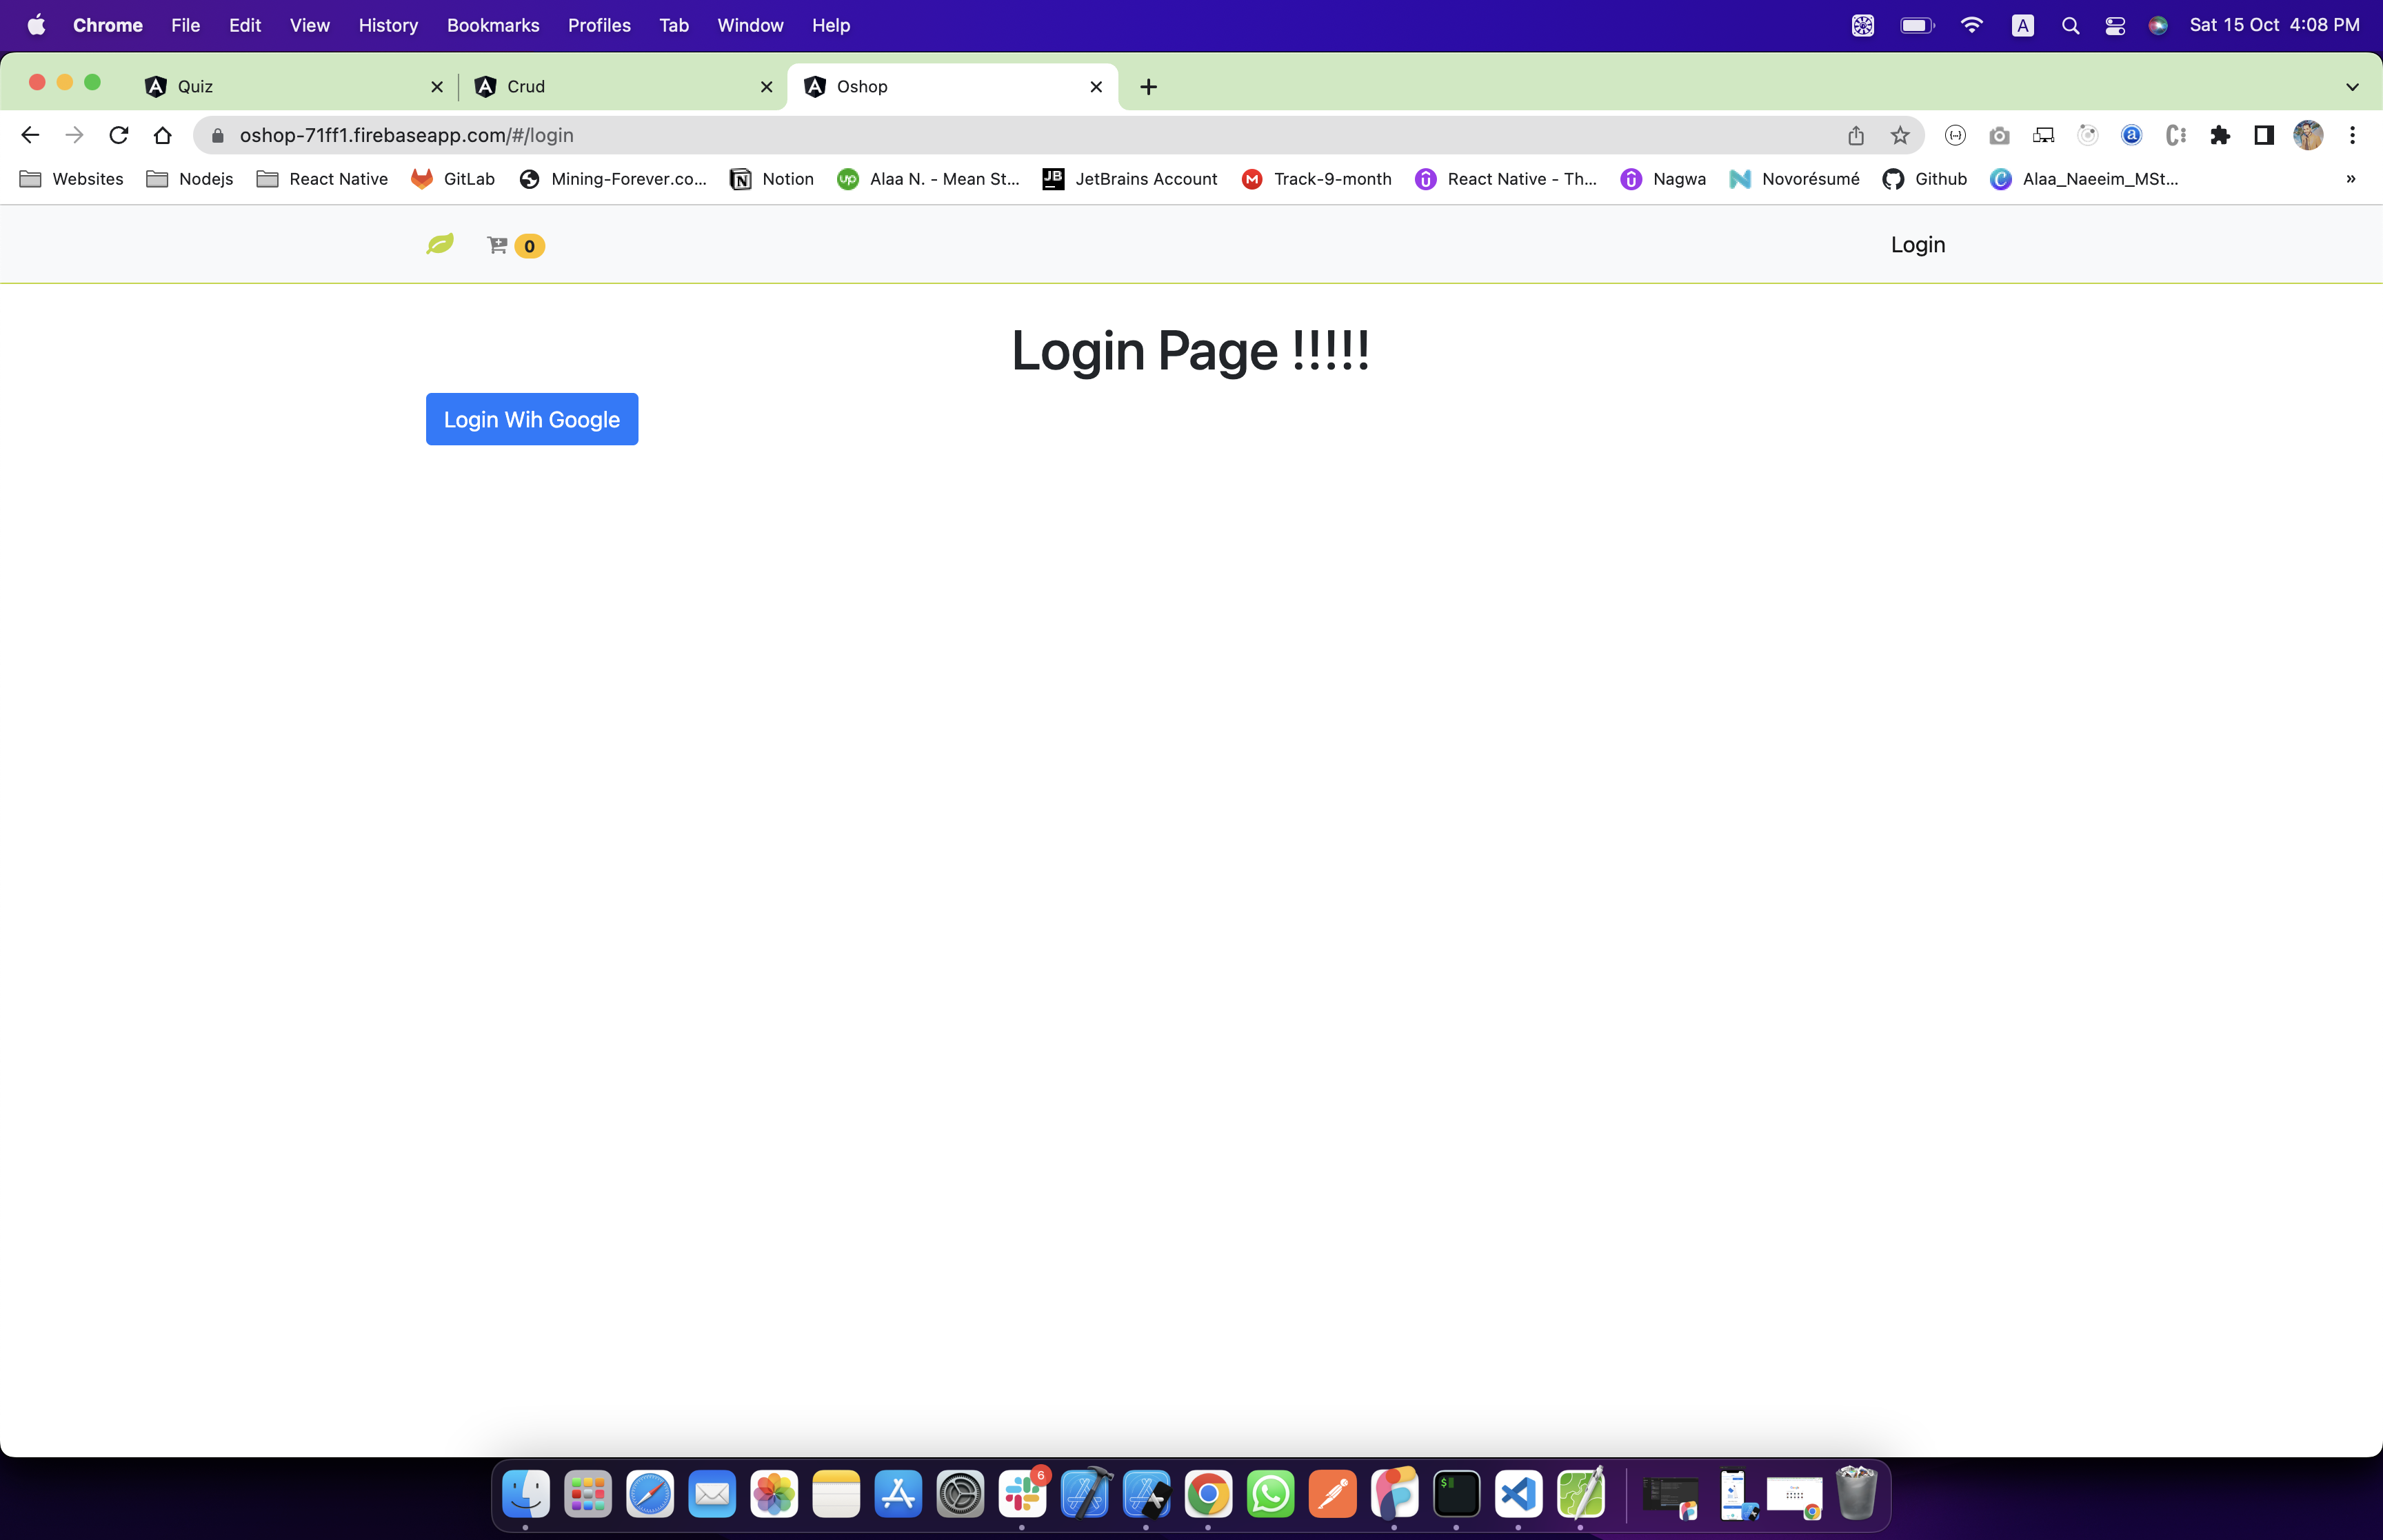 Chrome File Edit View History Bookmarks Profiles Tab Window Help A Sat 15 Oct 4:08 PM
Quiz Crud Oshop
oshop-71ff1.firebaseapp.com/#/login
Websites Nodejs React Native GitLab Mining-Forever.co... Notion up Alaa N. - Mean St... JB JetBrains Account M Track-9-month React Native - Th... Nagwa Novorésumé Github Alaa_Naeeim_MSt... »
0 Login
Login Page !!!!!
Login Wih Google
6